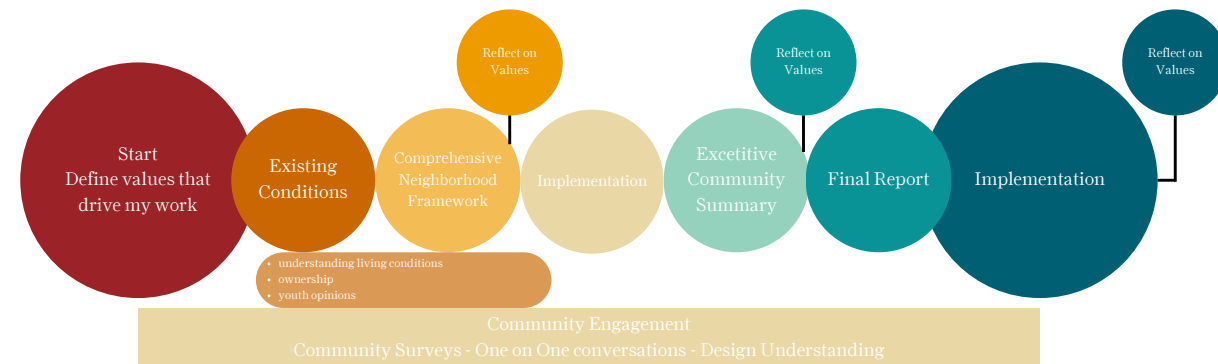 Reflect on
Values
Reflect on
Values
Reflect on
Values
Start
Define values that
drive my work
Existing
Conditions
Comprehensive
Neighborhood
Framework
Implementation
Excetitive
Community
Summary
Final Report
Implementation
• understanding living conditions
• ownership
• youth opinions
Community Engagement
Community Surveys - One on One conversations - Design Understanding